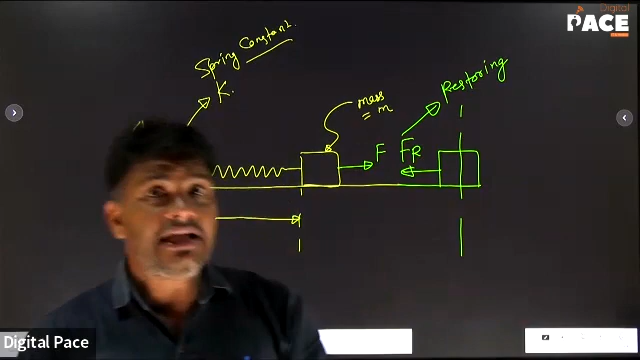 Digital
PACE
Spring Constant.
K.
mass
= m
F
FR
Restoring
Digital Pace